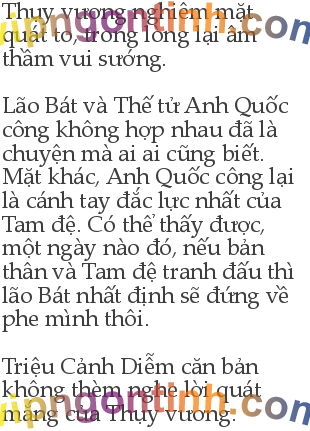 Thụy vương nghiêm mặt
quát to, trong lòng lại âm
thầm vui sướng.
Lão Bát và Thế tử Anh Quốc
công không hợp nhau đã là
chuyện mà ai ai cũng biết.
Mặt khác, Anh Quốc công lại
là cánh tay đắc lực nhất của
Tam đệ. Có thể thấy được,
một ngày nào đó, nếu bản
thân và Tam đệ tranh đấu thì
lão Bát nhất định sẽ đứng về
phe mình thôi.
Triệu Cảnh Diễm căn bản
không thèm nghe lời quát
mắng của Thụy vương.
vipngontinh.com
vipngontinh.com